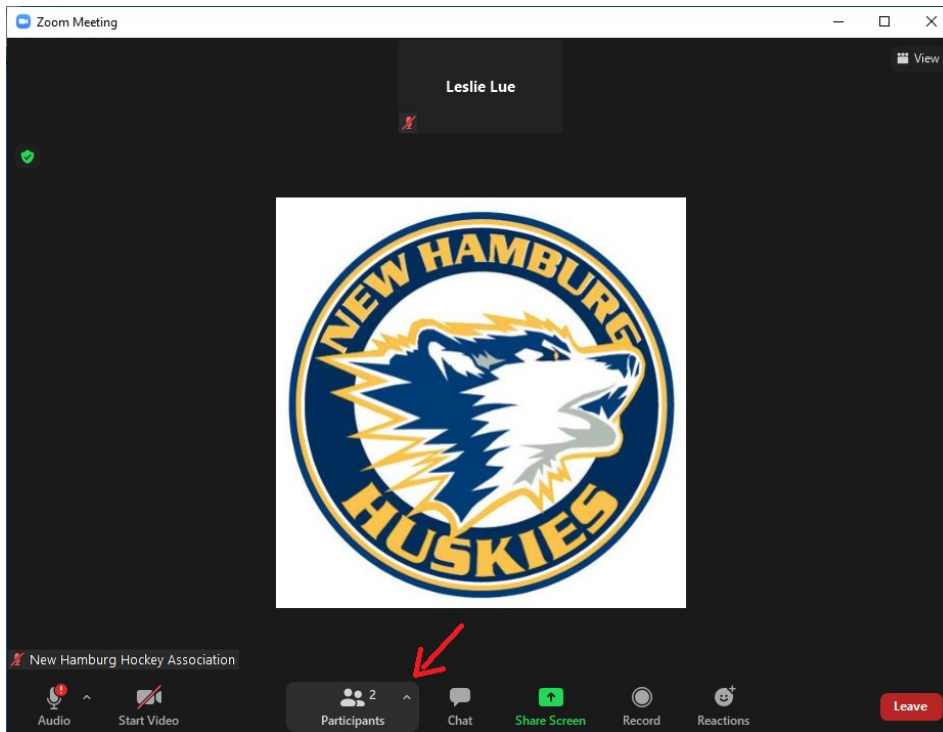 Zoom Meeting
View
Leslie Lue
NEW HAMBURG
HUSKIES
New Hamburg Hockey Association
2
Audio
Start Video
Participants
Chat
Share Screen
Record
Reactions
Leave